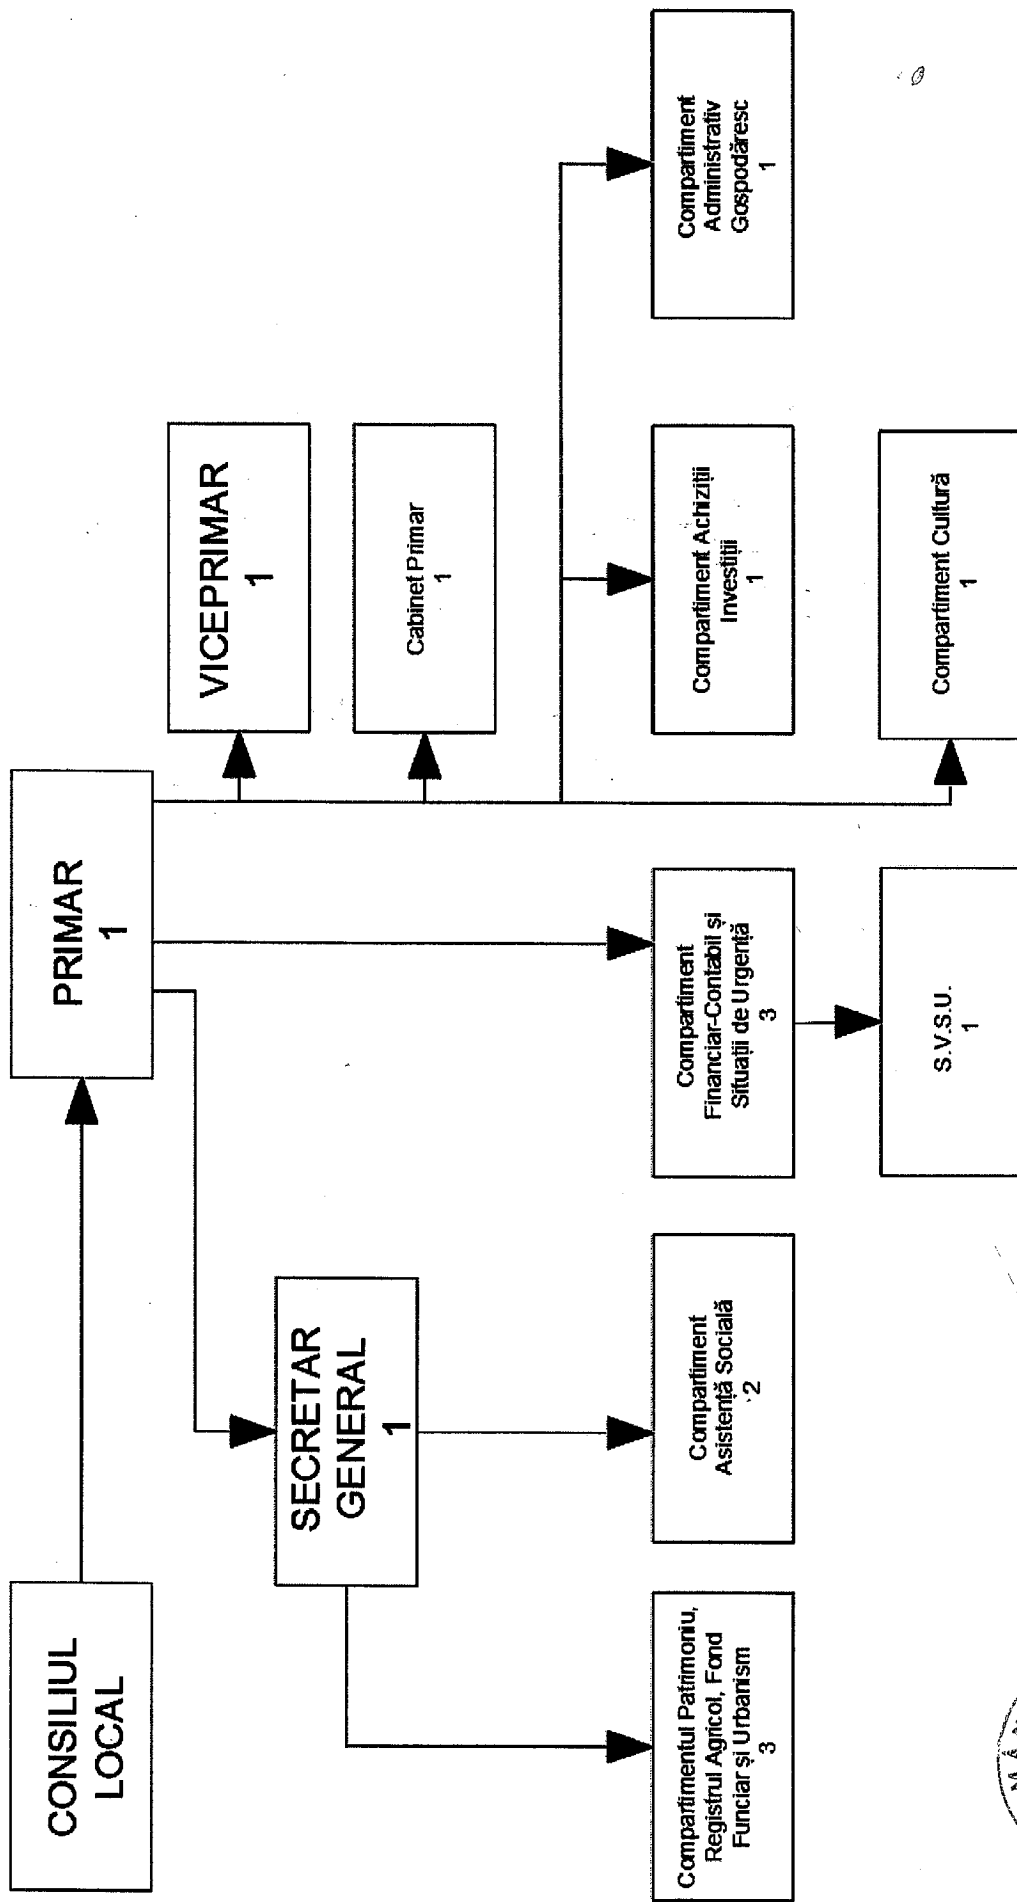 CONSILIUL
LOCAL
PRIMAR
1
VICEPRIMAR
1
SECRETAR
GENERAL
1
Cabinet Primar
1
Compartimentul Patrimoniu,
Registrul Agricol, Fond
Funciar și Urbanism
3
Compartiment
Asistență Socială
2
Compartiment
Financiar-Contabil și
Situații de Urgență
3
Compartiment Achiziții
Investiții
1
Compartiment
Administrativ
Gospodăresc
1
S.V.S.U.
1
Compartiment Cultură
1